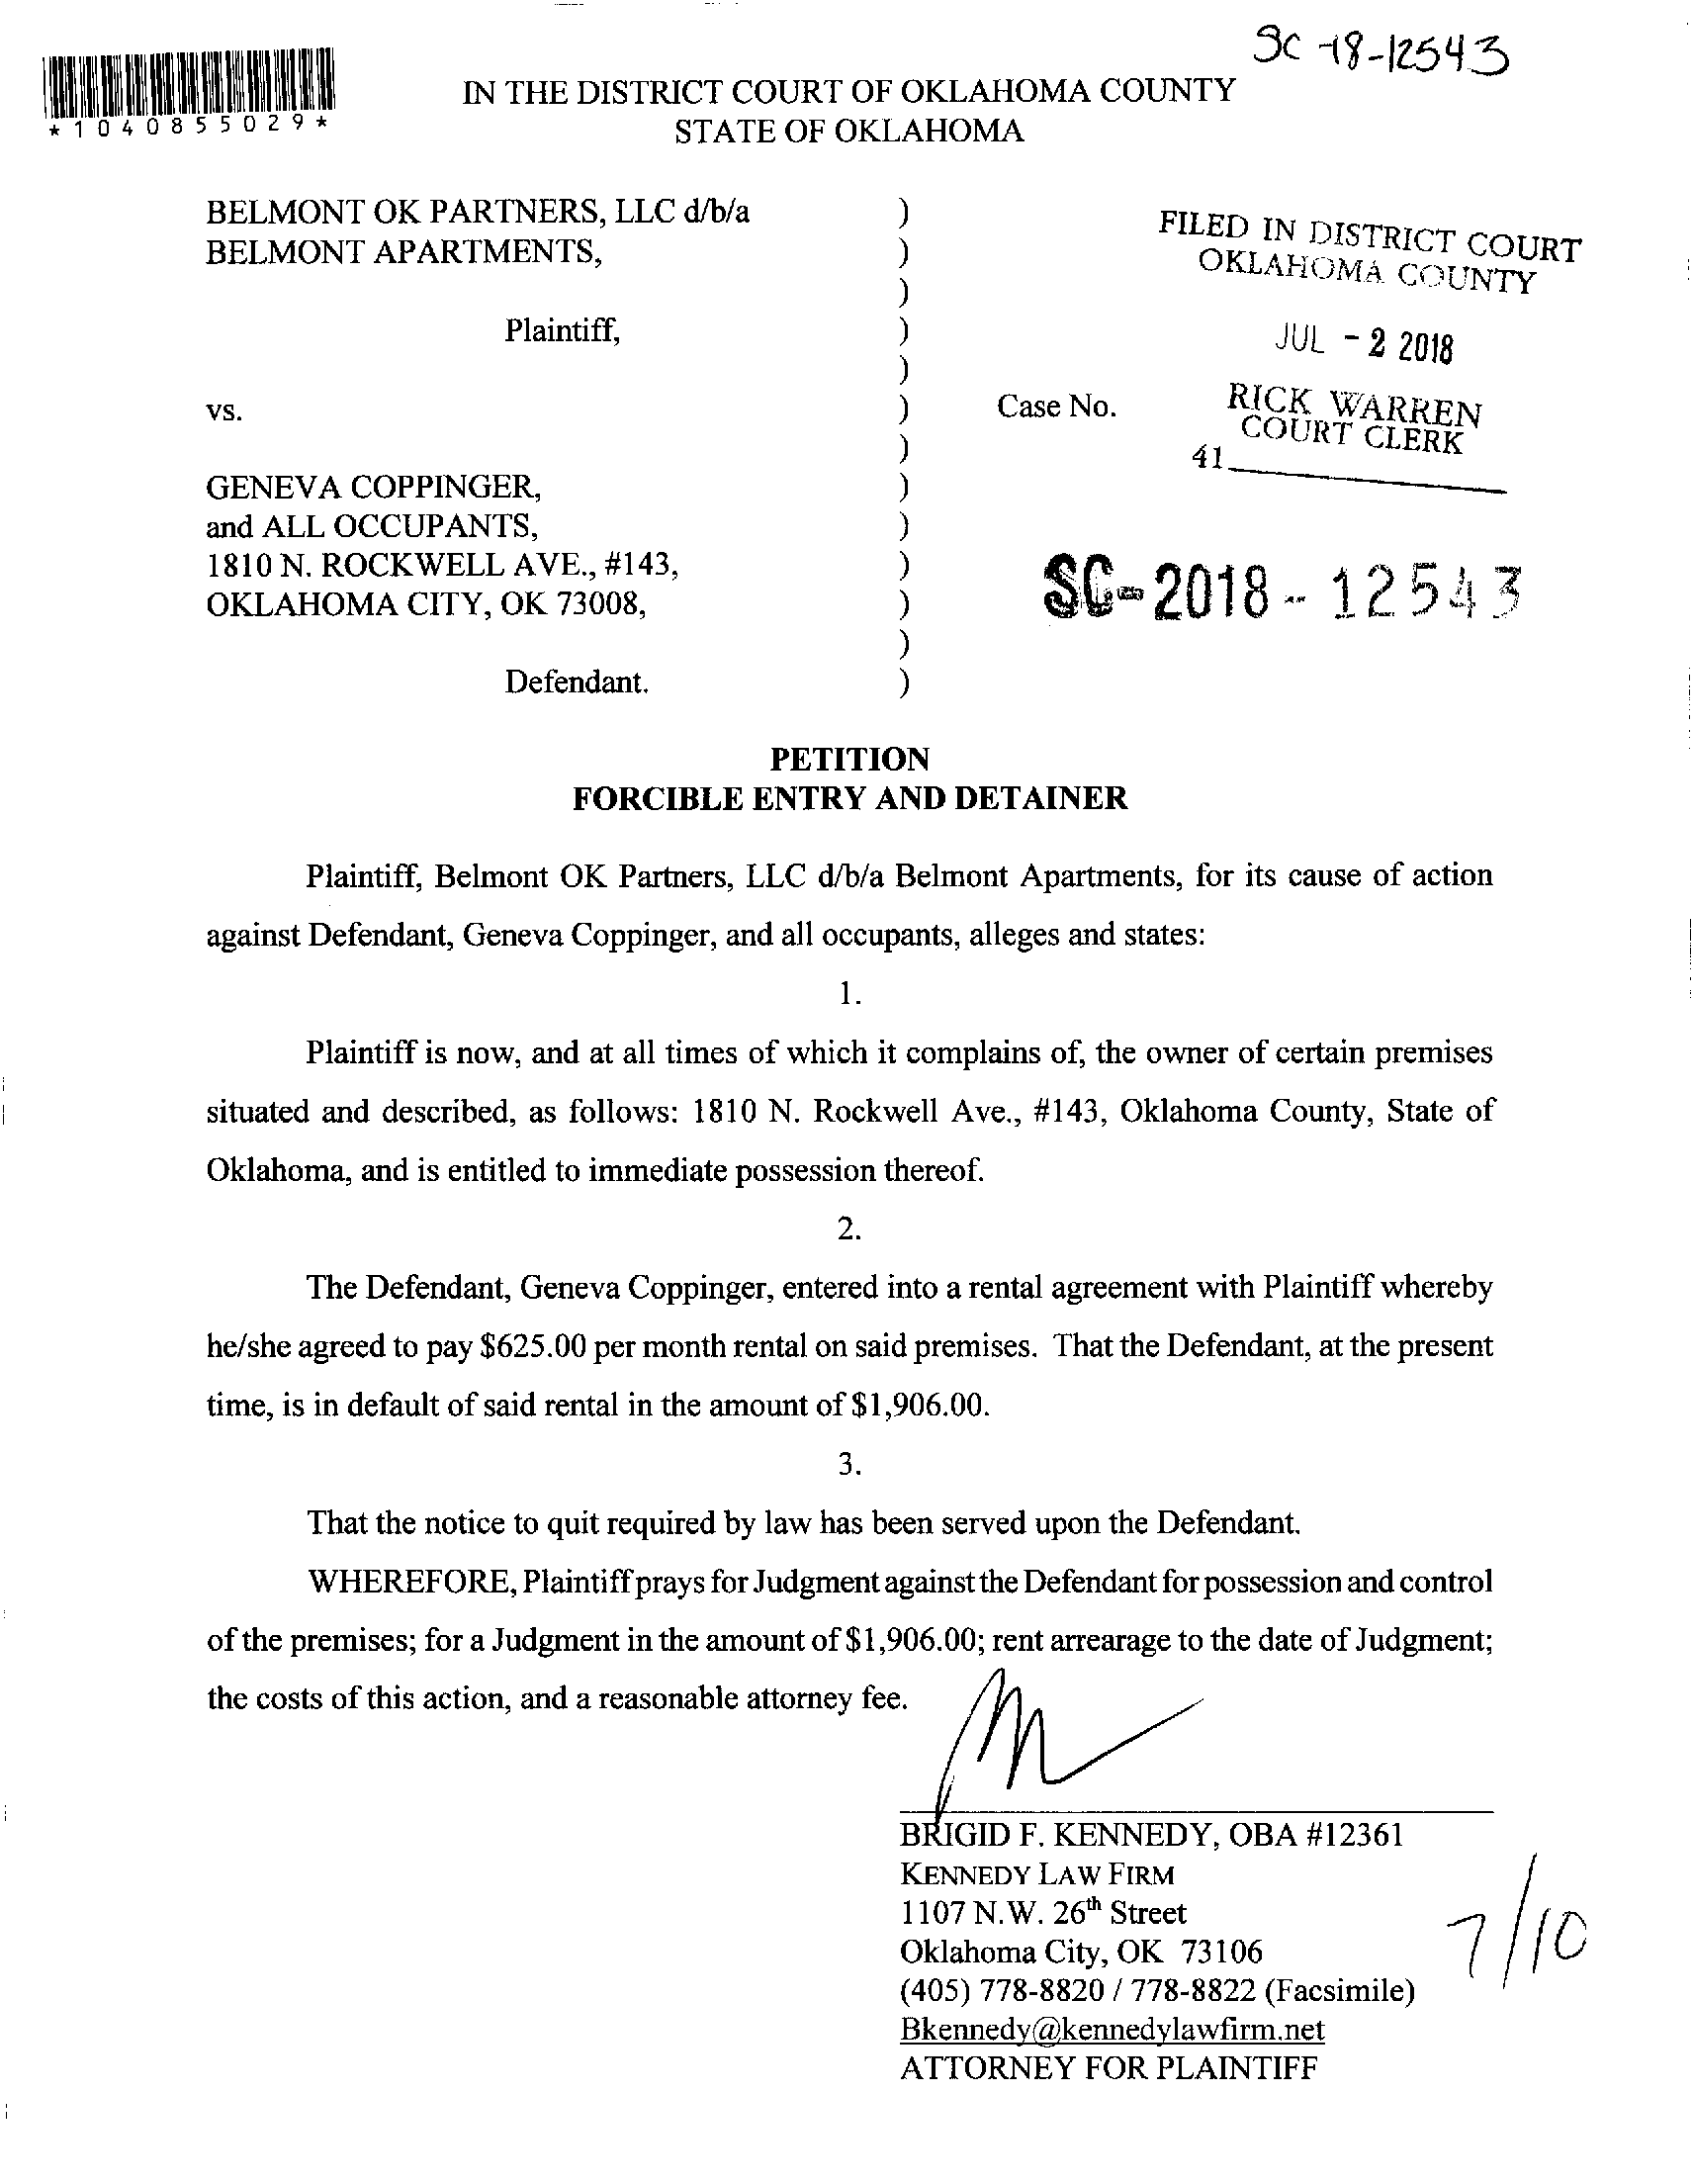 SC-18-12543
*1040855029*
IN THE DISTRICT COURT OF OKLAHOMA COUNTY
STATE OF OKLAHOMA
BELMONT OK PARTNERS, LLC d/b/a )
BELMONT APARTMENTS, )
)
Plaintiff, )
)
vs. ) Case No.
)
GENEVA COPPINGER, )
and ALL OCCUPANTS, )
1810 N. ROCKWELL AVE., #143, )
OKLAHOMA CITY, OK 73008, )
)
Defendant. )
FILED IN DISTRICT COURT
OKLAHOMA COUNTY
JUL - 2 2018
RICK WARREN
COURT CLERK
41
SC-2018-12543
PETITION
FORCIBLE ENTRY AND DETAINER
Plaintiff, Belmont OK Partners, LLC d/b/a Belmont Apartments, for its cause of action
against Defendant, Geneva Coppinger, and all occupants, alleges and states:
1.
Plaintiff is now, and at all times of which it complains of, the owner of certain premises
situated and described, as follows: 1810 N. Rockwell Ave., #143, Oklahoma County, State of
Oklahoma, and is entitled to immediate possession thereof.
2.
The Defendant, Geneva Coppinger, entered into a rental agreement with Plaintiff whereby
he/she agreed to pay $625.00 per month rental on said premises. That the Defendant, at the present
time, is in default of said rental in the amount of $1,906.00.
3.
That the notice to quit required by law has been served upon the Defendant.
WHEREFORE, Plaintiff prays for Judgment against the Defendant for possession and control
of the premises; for a Judgment in the amount of $1,906.00; rent arrearage to the date of Judgment;
the costs of this action, and a reasonable attorney fee.
BRIGID F. KENNEDY, OBA #12361
KENNEDY LAW FIRM
1107 N.W. 26th Street
Oklahoma City, OK 73106
(405) 778-8820 / 778-8822 (Facsimile)
Bkennedy@kennedylawfirm.net
ATTORNEY FOR PLAINTIFF
7/10